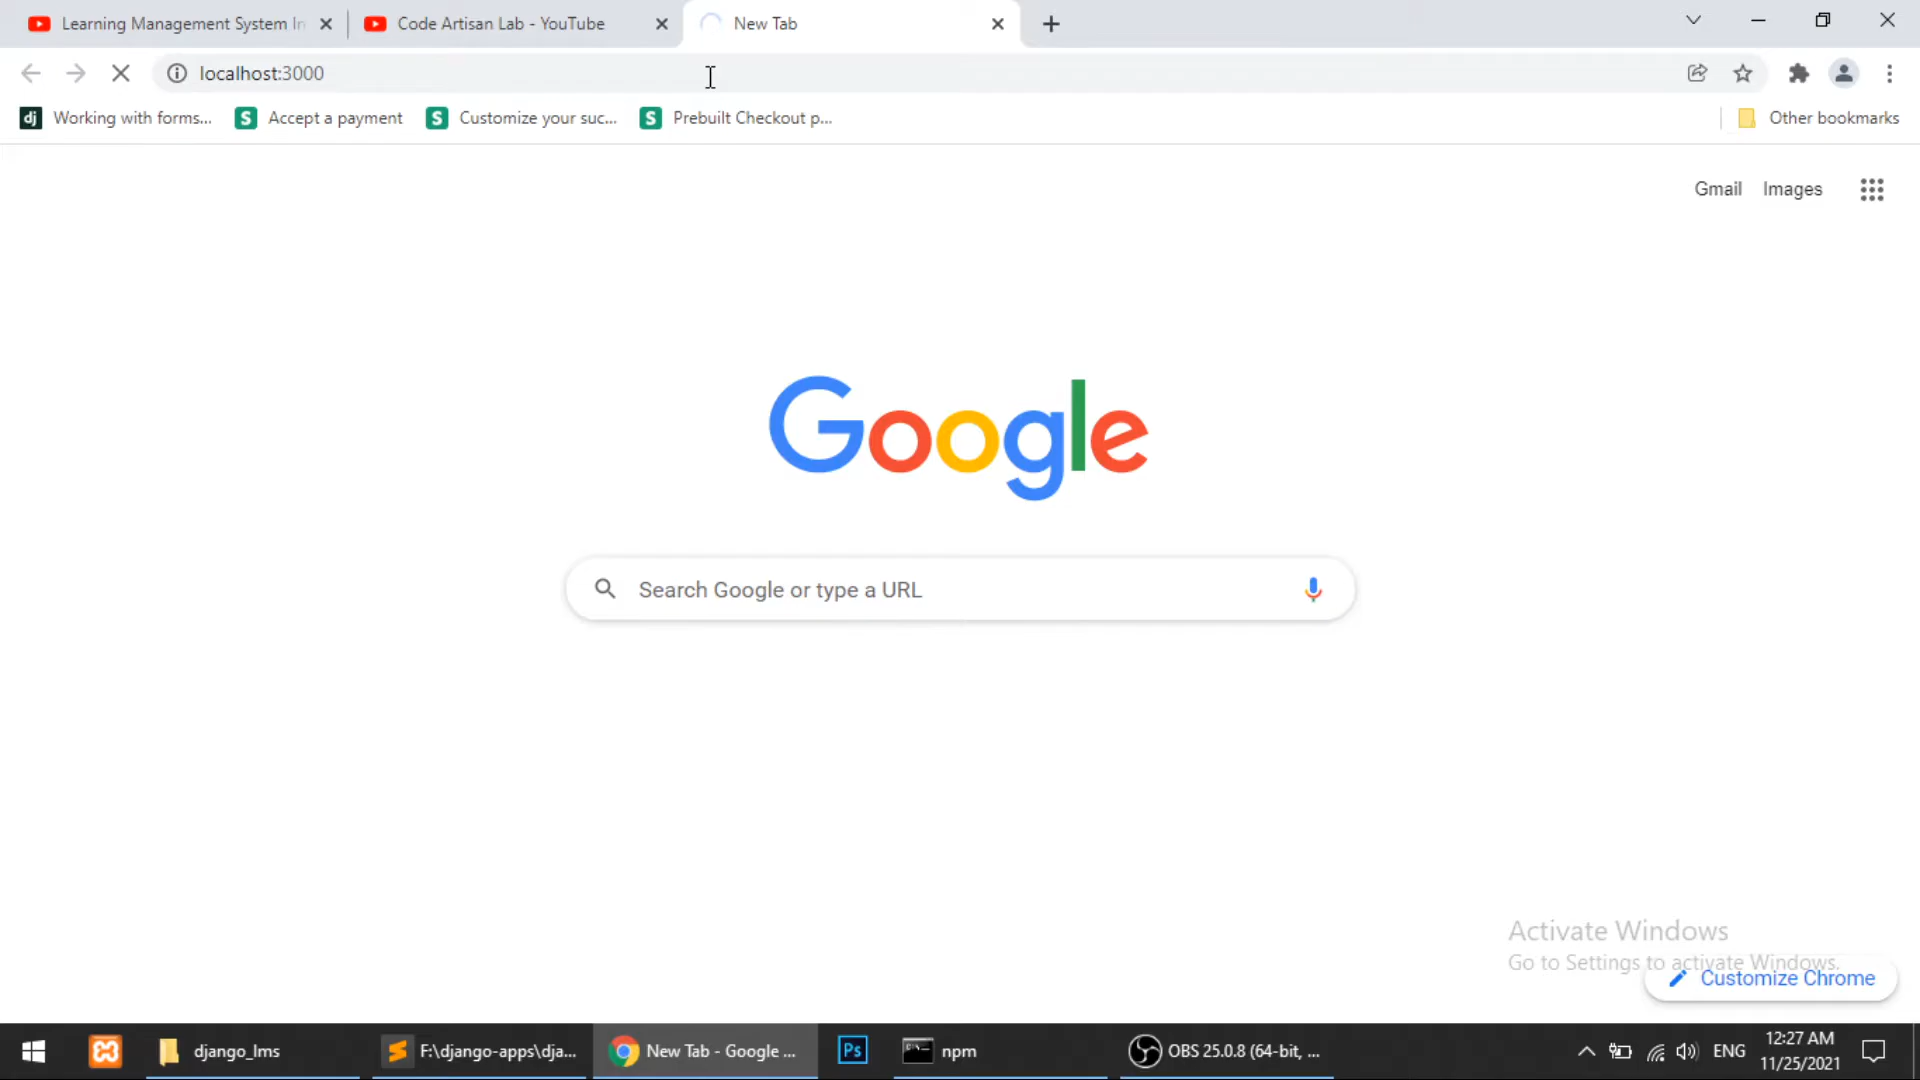 Learning Management System In
Code Artisan Lab - YouTube
New Tab
localhost:3000
dj Working with forms...
S Accept a payment
S Customize your suc...
S Prebuilt Checkout p...
Other bookmarks
Gmail Images
Google
Search Google or type a URL
Activate Windows
Go to Settings to activate Windows.
Customize Chrome
django_lms
F:\django-apps\dja...
New Tab - Google ...
Ps
npm
OBS 25.0.8 (64-bit, ...
ENG
12:27 AM
11/25/2021